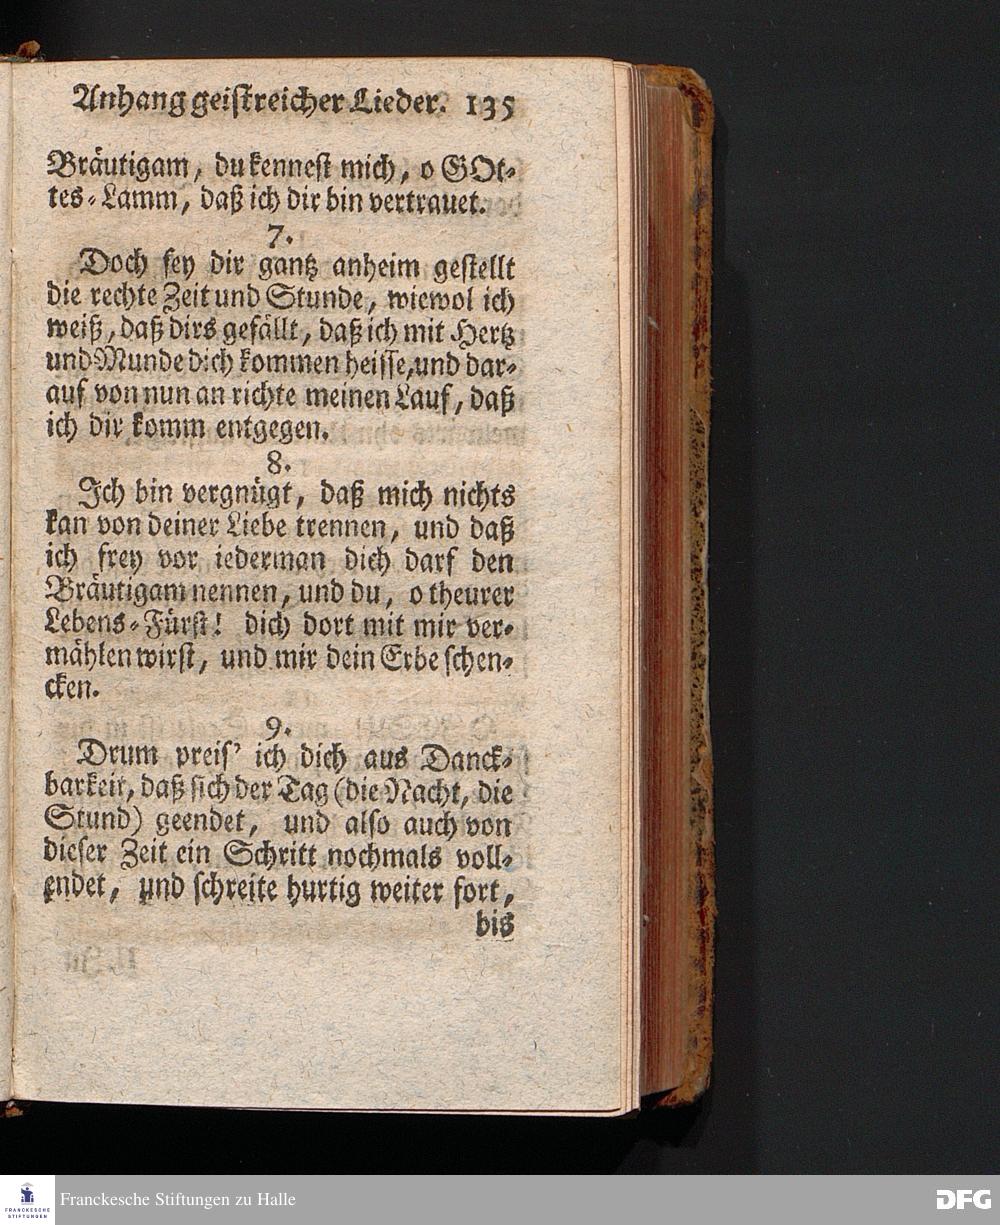 Anhang geistreicher Lieder. 135
Bräutigam, du kennest mich, o GOt-
tes-Lamm, daß ich dir bin vertrauet.
7.
Doch sey dir gantz anheim gestellt
die rechte Zeit und Stunde, wiewol ich
weiß, daß dirs gefällt, daß ich mit Hertz
und Munde dich kommen heisse, und dar-
auf von nun an richte meinen Lauf, daß
ich dir komm entgegen.
8.
Ich bin vergnügt, daß mich nichts
kan von deiner Liebe trennen, und daß
ich frey vor iederman dich darf den
Bräutigam nennen, und du, o theurer
Lebens-Fürst! dich dort mit mir ver-
mählen wirst, und mir dein Erbe schen-
cken.
9.
Drum preis' ich dich aus Danck-
barkeit, daß sich der Tag (die Nacht, die
Stund) geendet, und also auch von
dieser Zeit ein Schritt nochmals voll-
endet, und schreite hurtig weiter fort,
bis
FRANCKESCHE
STIFTUNGEN
Franckesche Stiftungen zu Halle
DFG